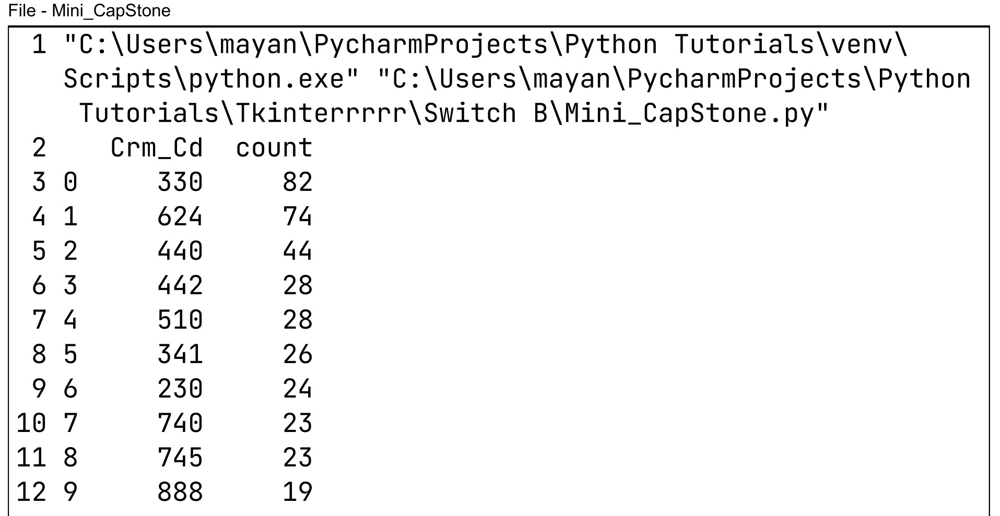 File - Mini_CapStone
1 "C:\Users\mayan\PycharmProjects\Python Tutorials\venv\
Scripts\python.exe" "C:\Users\mayan\PycharmProjects\Python
Tutorials\Tkinterrrrr\Switch B\Mini_CapStone.py"
2    Crm_Cd  count
3 0     330     82
4 1     624     74
5 2     440     44
6 3     442     28
7 4     510     28
8 5     341     26
9 6     230     24
10 7     740     23
11 8     745     23
12 9     888     19